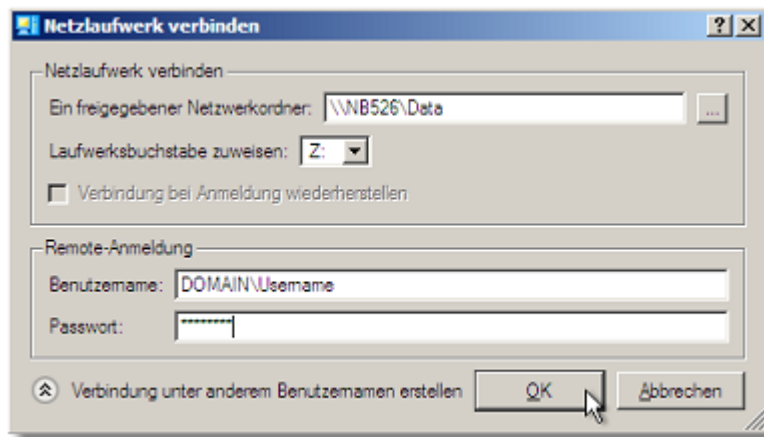 Netzlaufwerk verbinden
Netzlaufwerk verbinden
Ein freigegebener Netzwerkordner: \\NB526\Data ...
Laufwerksbuchstabe zuweisen: Z:
Verbindung bei Anmeldung wiederherstellen
Remote-Anmeldung
Benutzername: DOMAIN\Username
Passwort: ********
Verbindung unter anderem Benutzernamen erstellen OK Abbrechen